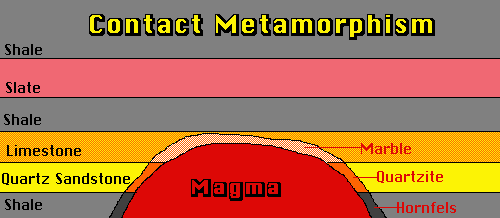 Contact Metamorphism
Shale
Slate
Shale
Limestone
Marble
Quartz Sandstone
Quartzite
Magma
Shale
Hornfels